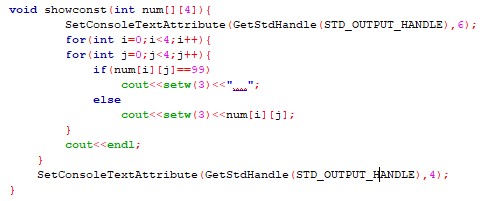 void showconst(int num[][4]){
SetConsoleTextAttribute(GetStdHandle(STD_OUTPUT_HANDLE),6);
for(int i=0;i<4;i++){
for(int j=0;j<4;j++){
if(num[i][j]==99)
cout<<setw(3)<<"";
else
cout<<setw(3)<<num[i][j];
}
cout<<endl;
}
SetConsoleTextAttribute(GetStdHandle(STD_OUTPUT_HANDLE),4);
}